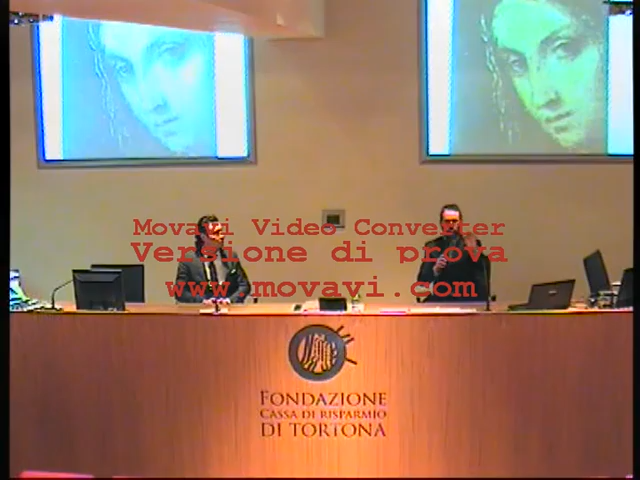 Movavi Video Converter
Versione di prova
www.movavi.com
FONDAZIONE
CASSA DI RISPARMIO
DI TORTONA